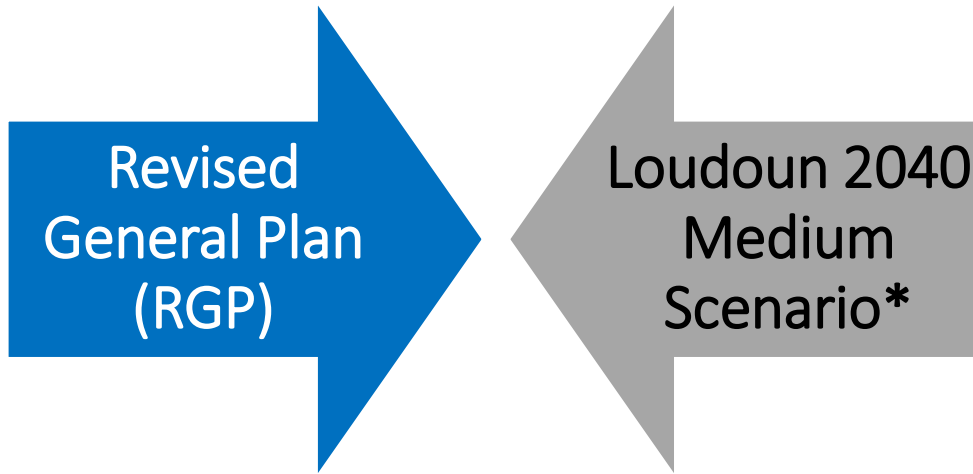 Revised
General Plan
(RGP)
Loudoun 2040
Medium
Scenario*